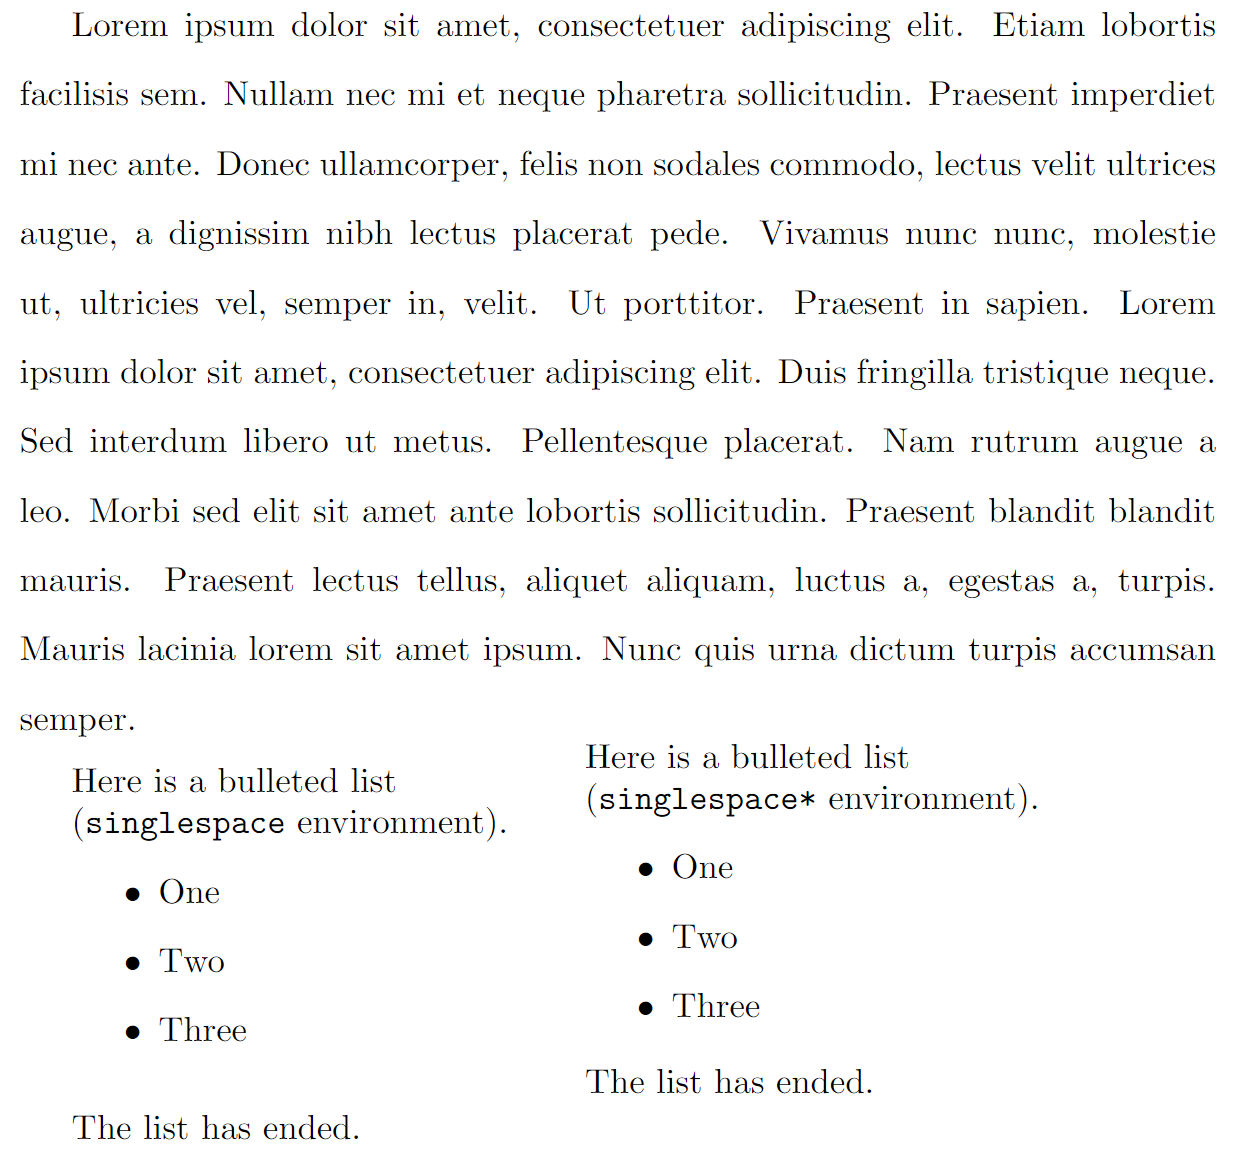 Lorem ipsum dolor sit amet, consectetuer adipiscing elit. Etiam lobortis
facilisis sem. Nullam nec mi et neque pharetra sollicitudin. Praesent imperdiet
mi nec ante. Donec ullamcorper, felis non sodales commodo, lectus velit ultrices
augue, a dignissim nibh lectus placerat pede. Vivamus nunc nunc, molestie
ut, ultricies vel, semper in, velit. Ut porttitor. Praesent in sapien. Lorem
ipsum dolor sit amet, consectetuer adipiscing elit. Duis fringilla tristique neque.
Sed interdum libero ut metus. Pellentesque placerat. Nam rutrum augue a
leo. Morbi sed elit sit amet ante lobortis sollicitudin. Praesent blandit blandit
mauris. Praesent lectus tellus, aliquet aliquam, luctus a, egestas a, turpis.
Mauris lacinia lorem sit amet ipsum. Nunc quis urna dictum turpis accumsan
semper.
Here is a bulleted list
(singlespace environment).
• One
• Two
• Three
The list has ended.
Here is a bulleted list
(singlespace* environment).
• One
• Two
• Three
The list has ended.